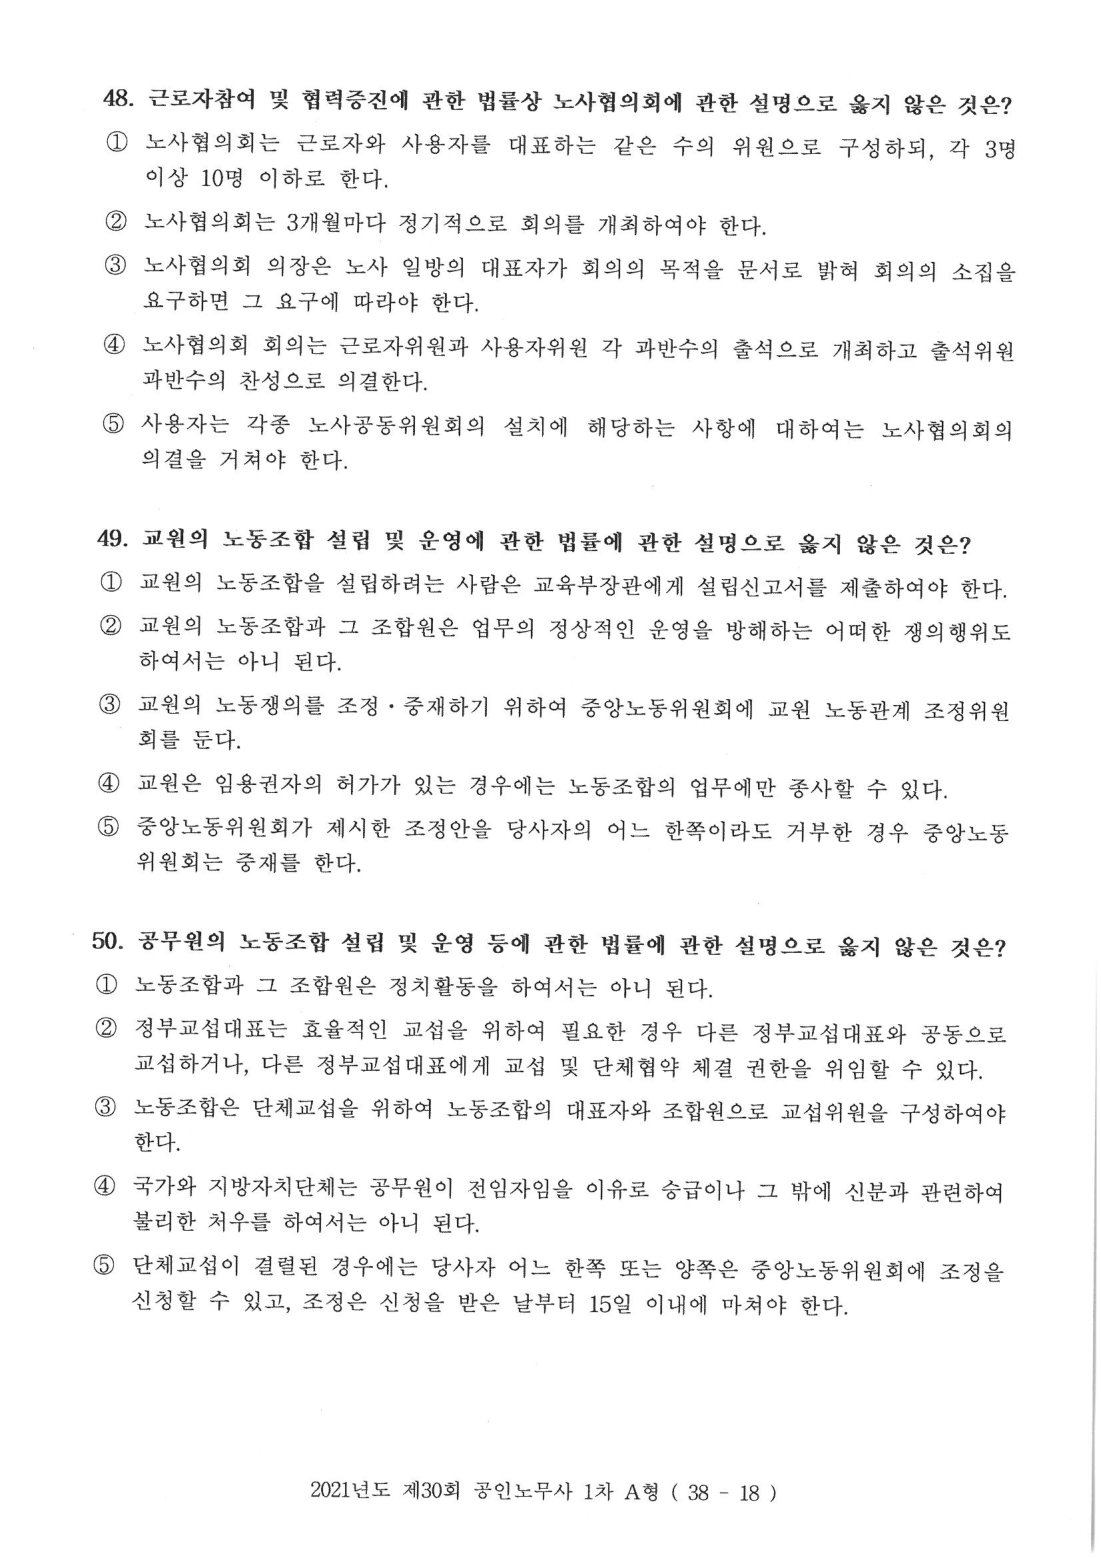 48. 근로자참여 및 협력증진에 관한 법률상 노사협의회에 관한 설명으로 옳지 않은 것은?
① 노사협의회는 근로자와 사용자를 대표하는 같은 수의 위원으로 구성하되, 각 3명
이상 10명 이하로 한다.
② 노사협의회는 3개월마다 정기적으로 회의를 개최하여야 한다.
③ 노사협의회 의장은 노사 일방의 대표자가 회의의 목적을 문서로 밝혀 회의의 소집을
요구하면 그 요구에 따라야 한다.
④ 노사협의회 회의는 근로자위원과 사용자위원 각 과반수의 출석으로 개최하고 출석위원
과반수의 찬성으로 의결한다.
⑤ 사용자는 각종 노사공동위원회의 설치에 해당하는 사항에 대하여는 노사협의회의
의결을 거쳐야 한다.
49. 교원의 노동조합 설립 및 운영에 관한 법률에 관한 설명으로 옳지 않은 것은?
① 교원의 노동조합을 설립하려는 사람은 교육부장관에게 설립신고서를 제출하여야 한다.
② 교원의 노동조합과 그 조합원은 업무의 정상적인 운영을 방해하는 어떠한 쟁의행위도
하여서는 아니 된다.
③ 교원의 노동쟁의를 조정·중재하기 위하여 중앙노동위원회에 교원 노동관계 조정위원
회를 둔다.
④ 교원은 임용권자의 허가가 있는 경우에는 노동조합의 업무에만 종사할 수 있다.
⑤ 중앙노동위원회가 제시한 조정안을 당사자의 어느 한쪽이라도 거부한 경우 중앙노동
위원회는 중재를 한다.
50. 공무원의 노동조합 설립 및 운영 등에 관한 법률에 관한 설명으로 옳지 않은 것은?
① 노동조합과 그 조합원은 정치활동을 하여서는 아니 된다.
② 정부교섭대표는 효율적인 교섭을 위하여 필요한 경우 다른 정부교섭대표와 공동으로
교섭하거나, 다른 정부교섭대표에게 교섭 및 단체협약 체결 권한을 위임할 수 있다.
③ 노동조합은 단체교섭을 위하여 노동조합의 대표자와 조합원으로 교섭위원을 구성하여야
한다.
④ 국가와 지방자치단체는 공무원이 전임자임을 이유로 승급이나 그 밖에 신분과 관련하여
불리한 처우를 하여서는 아니 된다.
⑤ 단체교섭이 결렬된 경우에는 당사자 어느 한쪽 또는 양쪽은 중앙노동위원회에 조정을
신청할 수 있고, 조정은 신청을 받은 날부터 15일 이내에 마쳐야 한다.
2021년도 제30회 공인노무사 1차 A형 ( 38 - 18 )